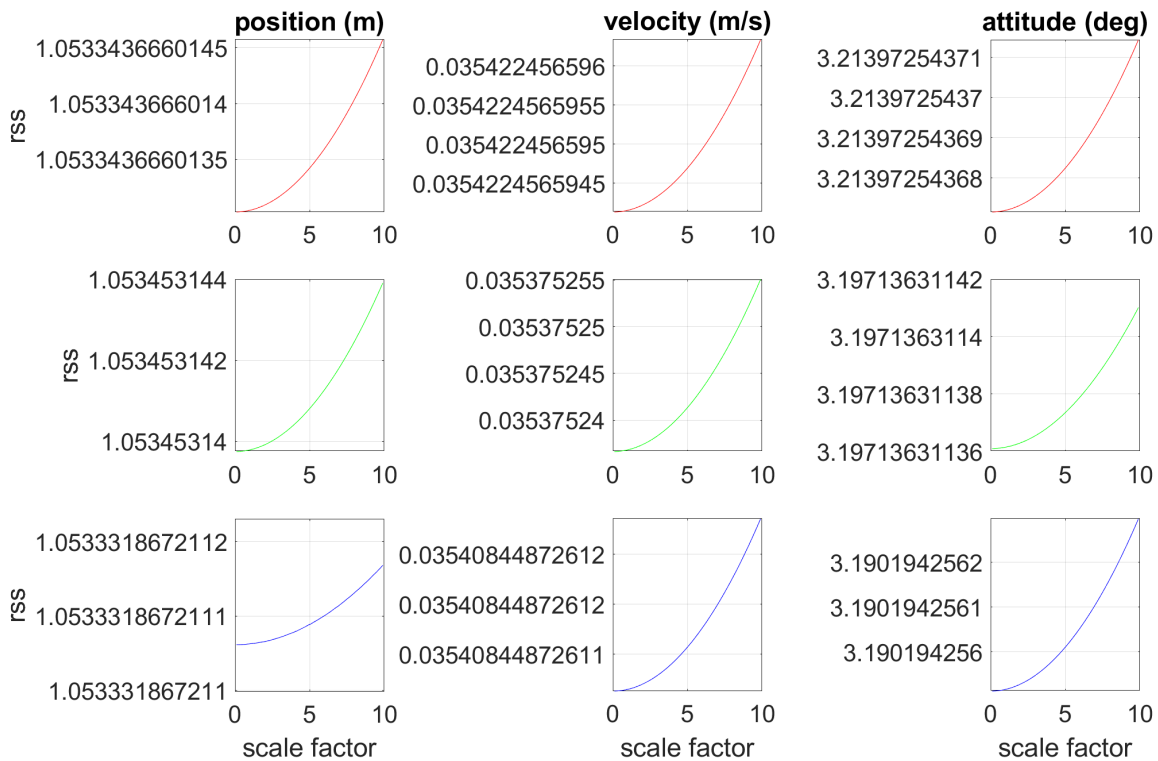 position (m)
velocity (m/s)
attitude (deg)
rss
1.05334366660145
1.0533436666014
1.05334366660135
0 5 10
0.035422456596
0.0354224565955
0.035422456595
0.0354224565945
0 5 10
3.21397254371
3.2139725437
3.21397254369
3.21397254368
0 5 10
rss
1.053453144
1.053453142
1.05345314
0 5 10
0.035375255
0.03537525
0.035375245
0.03537524
0 5 10
3.19713631142
3.1971363114
3.19713631138
3.19713631136
0 5 10
rss
1.0533318672112
1.0533318672111
1.053331867211
0 5 10
scale factor
0.03540844872612
0.03540844872612
0.03540844872611
0 5 10
scale factor
3.1901942562
3.1901942561
3.190194256
0 5 10
scale factor